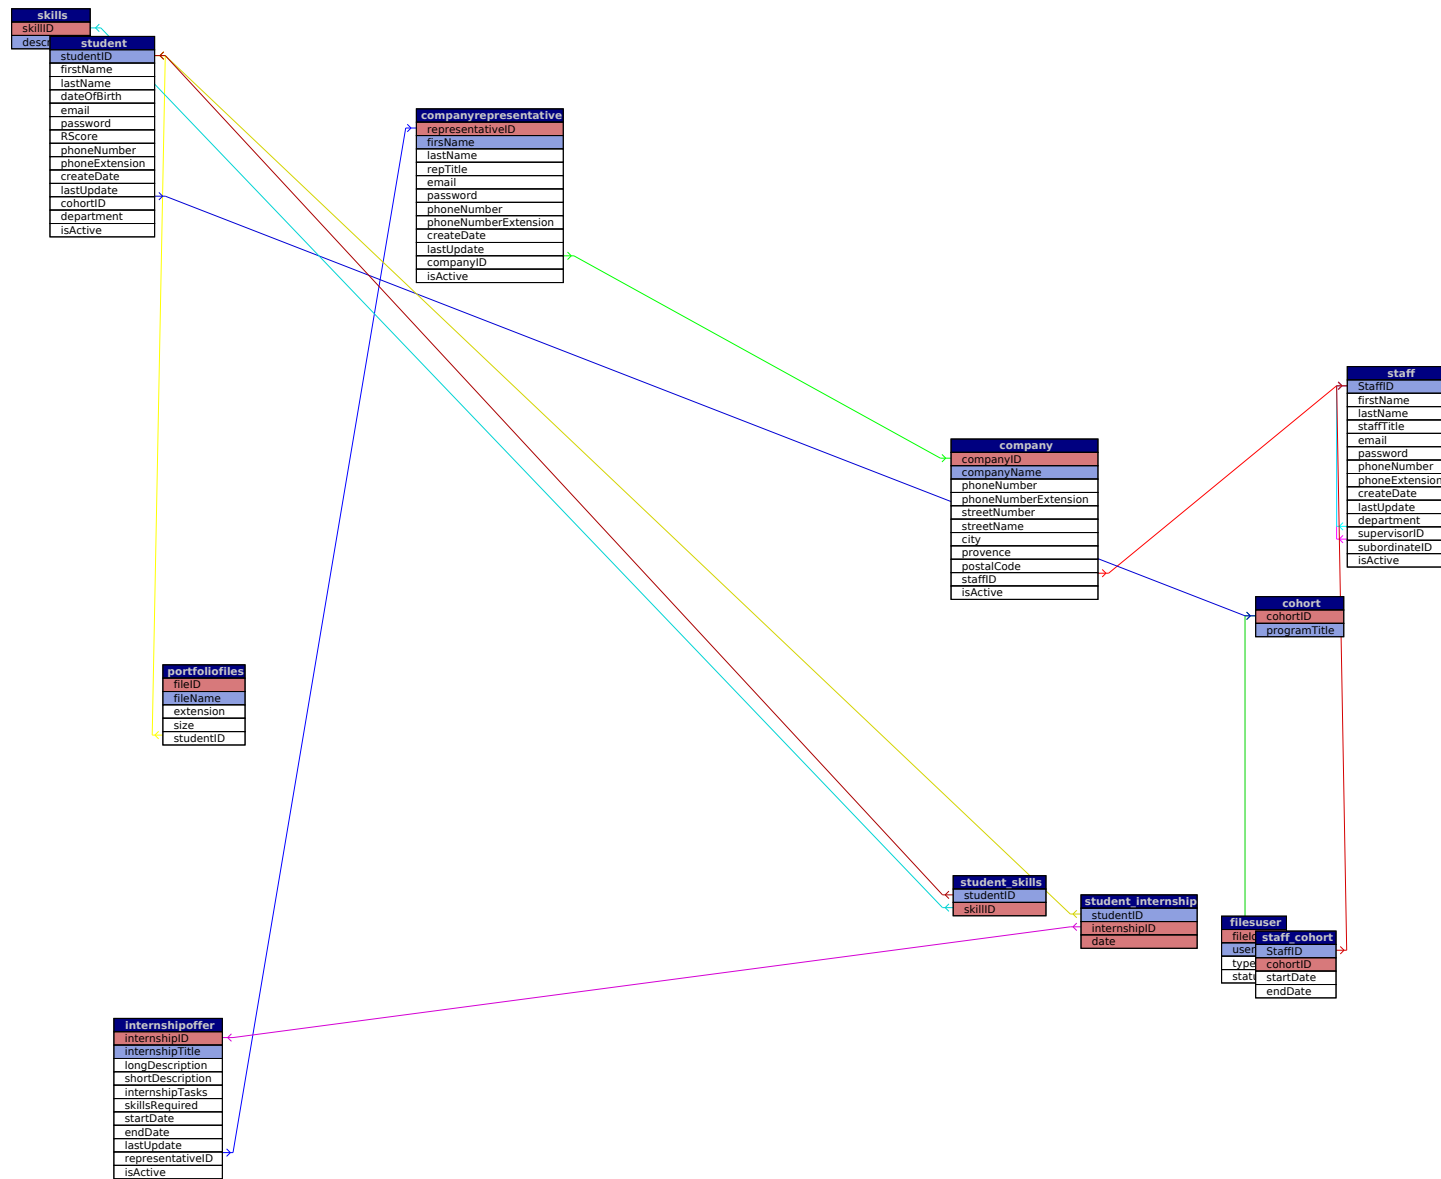 skills
skillID
student
studentID
firstName
lastName
dateOfBirth
email
password
RScore
phoneNumber
phoneExtension
createDate
lastUpdate
cohortID
department
isActive
companyrepresentative
representativeID
firsName
lastName
repTitle
email
password
phoneNumber
phoneNumberExtension
createDate
lastUpdate
companyID
isActive
staff
StaffID
firstName
lastName
staffTitle
email
password
phoneNumber
phoneExtension
createDate
lastUpdate
department
supervisorID
subordinateID
isActive
company
companyID
companyName
phoneNumber
phoneNumberExtension
streetNumber
streetName
city
provence
postalCode
staffID
isActive
cohort
cohortID
programTitle
portfoliofiles
fileID
fileName
extension
size
studentID
student_skills
studentID
skillID
student_internship
studentID
internshipID
date
filesuser
user
type
staff_cohort
StaffID
cohortID
startDate
endDate
internshipoffer
internshipID
internshipTitle
longDescription
shortDescription
internshipTasks
skillsRequired
startDate
endDate
lastUpdate
representativeID
isActive